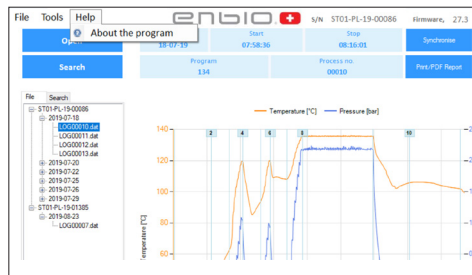 File Tools Help
enbio
S/N ST01-PL-19-00086 Firmware, 27.3
About the program
Open
18-07-19
Start
07:58:36
Stop
08:16:01
Synchronise
Search
Program
134
Process no.
00010
Print/PDF Report
File Search
ST01-PL-19-00086
2019-07-18
LOG00010.dat
LOG00011.dat
LOG00012.dat
LOG00013.dat
2019-07-20
2019-07-22
2019-07-25
2019-07-26
2019-07-29
ST01-PL-19-01385
2019-08-23
LOG00007.dat
Temperature [°C] Pressure [bar]
2 4 6 8 10
140
120
100
80
60
emperature [°C]